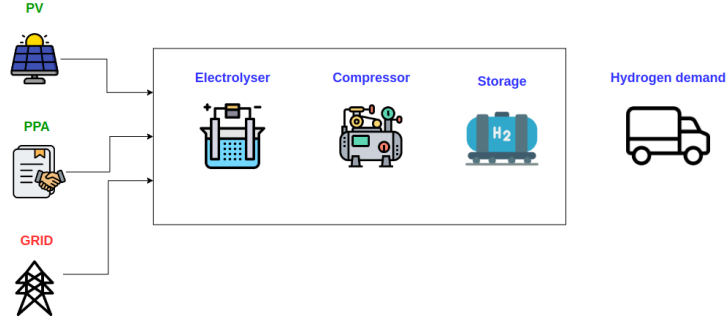 PV
PPA
GRID
Electrolyser
Compressor
Storage
H2
Hydrogen demand